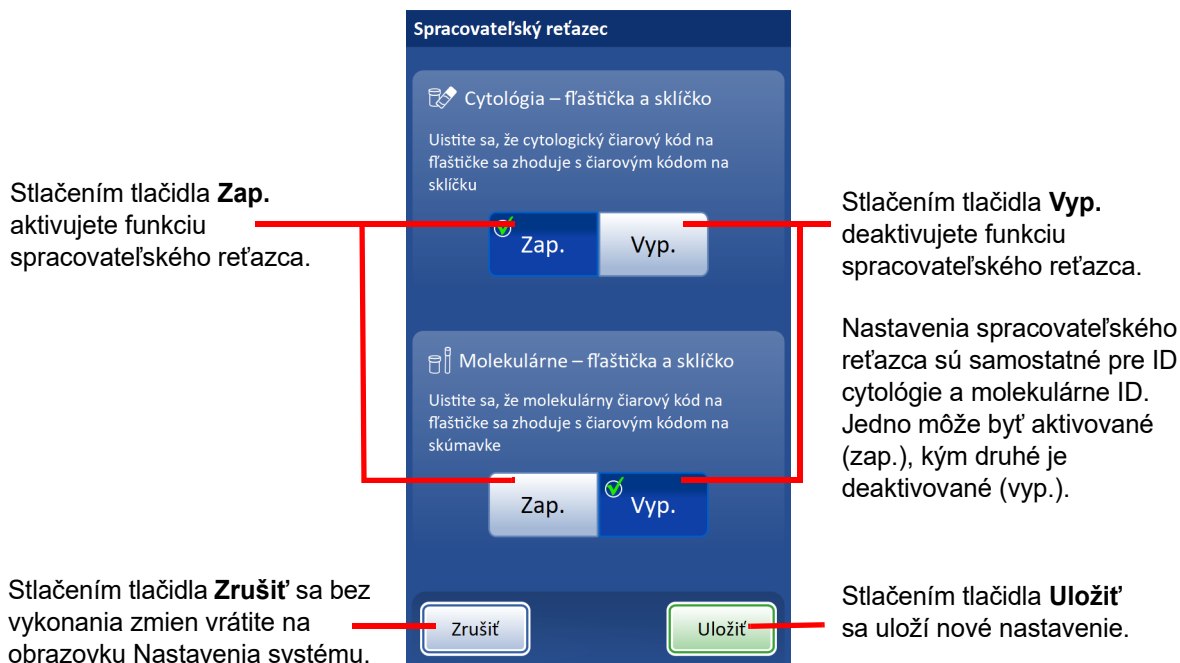 Spracovateľský reťazec
Cytológia – fľaštička a sklíčko
Uistite sa, že cytologický čiarový kód na
fľaštičke sa zhoduje s čiarovým kódom na
sklíčku
Zap.
Vyp.
Molekulárne – fľaštička a sklíčko
Uistite sa, že molekulárny čiarový kód na
fľaštičke sa zhoduje s čiarovým kódom na
skúmavke
Zap.
Vyp.
Zrušiť
Uložiť
Stlačením tlačidla Zap.
aktivujete funkciu
spracovateľského reťazca.
Stlačením tlačidla Zrušiť sa bez
vykonania zmien vrátite na
obrazovku Nastavenia systému.
Stlačením tlačidla Vyp.
deaktivujete funkciu
spracovateľského reťazca.
Nastavenia spracovateľského
reťazca sú samostatné pre ID
cytológie a molekulárne ID.
Jedno môže byť aktivované
(zap.), kým druhé je
deaktivované (vyp.).
Stlačením tlačidla Uložiť
sa uloží nové nastavenie.